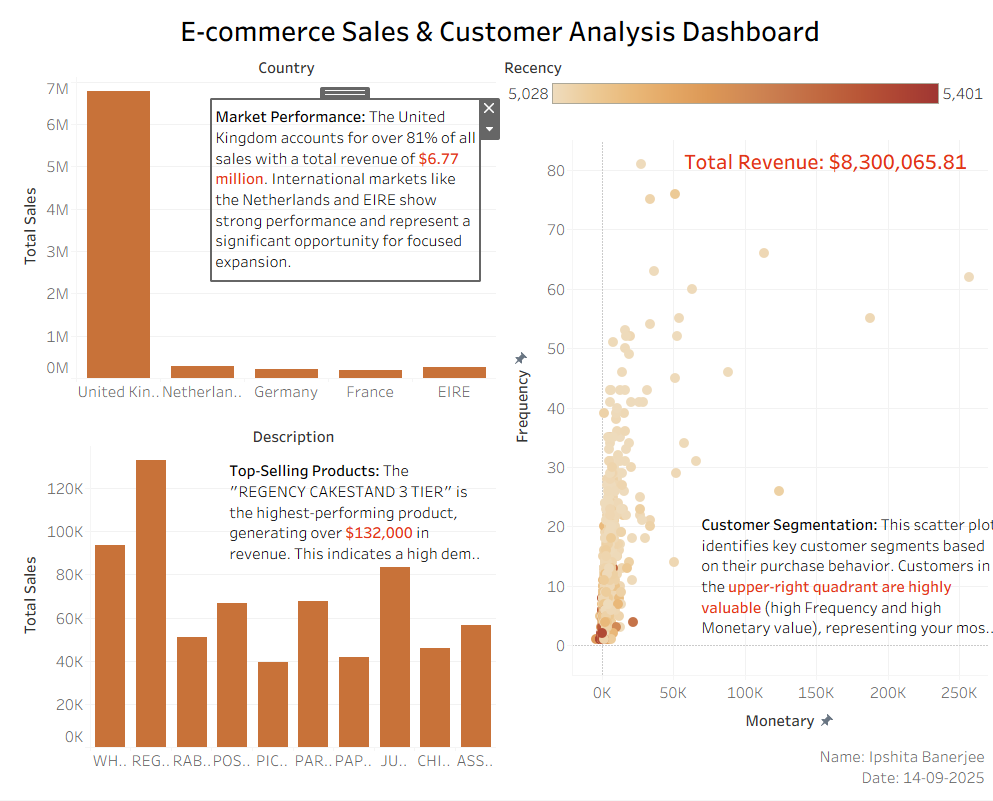 E-commerce Sales & Customer Analysis Dashboard
Country
7M
6M
5M
4M
3M
2M
1M
0M
Total Sales
United Kin..
Netherlan..
Germany
France
EIRE
Market Performance: The United
Kingdom accounts for over 81% of all
sales with a total revenue of $6.77
million. International markets like
the Netherlands and EIRE show
strong performance and represent a
significant opportunity for focused
expansion.
Description
120K
100K
80K
60K
40K
20K
0K
Total Sales
WH..
REG..
RAB..
POS..
PIC..
PAR..
PAP..
JU..
CHI..
ASS..
Top-Selling Products: The
"REGENCY CAKESTAND 3 TIER" is
the highest-performing product,
generating over $132,000 in
revenue. This indicates a high dem..
Recency
5,028
5,401
Total Revenue: $8,300,065.81
80
70
60
50
40
30
20
10
0
Frequency
Customer Segmentation: This scatter plot
identifies key customer segments based
on their purchase behavior. Customers in
the upper-right quadrant are highly
valuable (high Frequency and high
Monetary value), representing your mos..
0K
50K
100K
150K
200K
250K
Monetary
Name: Ipshita Banerjee
Date: 14-09-2025